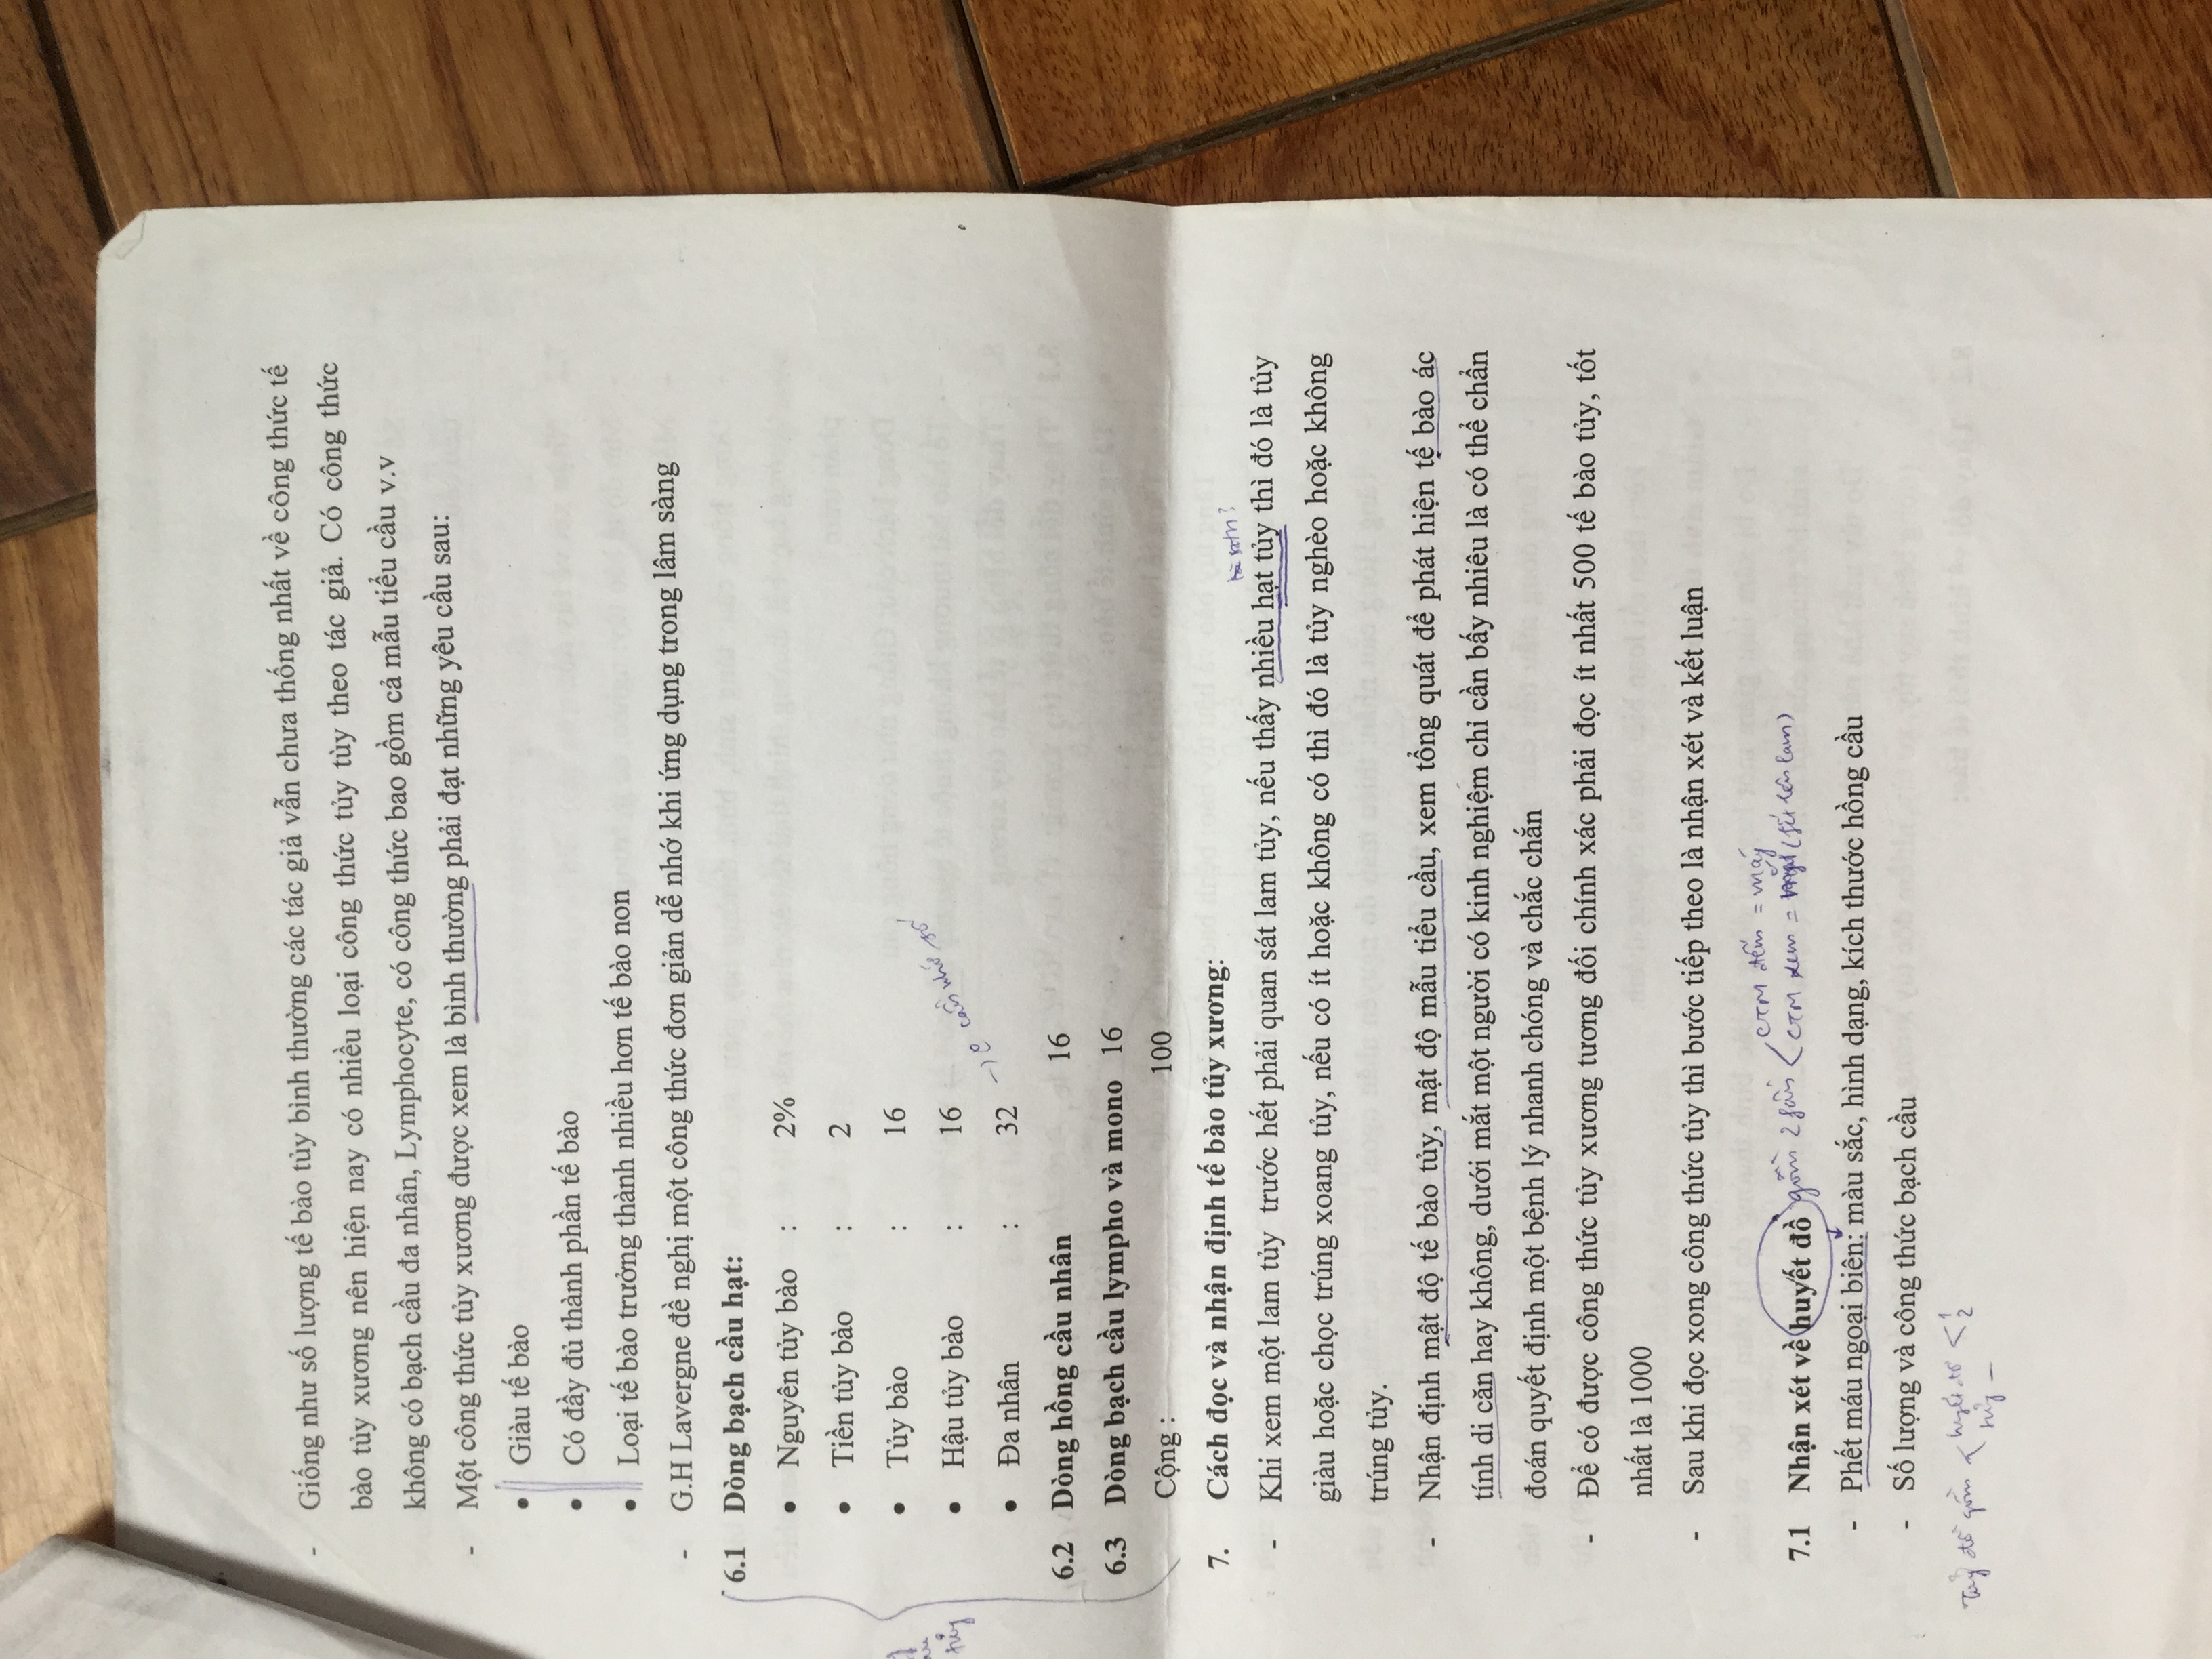 - Giống như số lượng tế bào tủy bình thường các tác giả vẫn chưa thống nhất về công thức tế
bào tủy xương nên hiện nay có nhiều loại công thức tủy tùy theo tác giả. Có công thức
không có bạch cầu đa nhân, Lymphocyte, có công thức bao gồm cả mẫu tiểu cầu v.v
- Một công thức tủy xương được xem là bình thường phải đạt những yêu cầu sau:
• Giàu tế bào
• Có đầy đủ thành phần tế bào
• Loại tế bào trưởng thành nhiều hơn tế bào non
- G.H Lavergne đề nghị một công thức đơn giản dễ nhớ khi ứng dụng trong lâm sàng
6.1 Dòng bạch cầu hạt:
• Nguyên tủy bào : 2%
• Tiền tủy bào : 2
• Tủy bào : 16
• Hậu tủy bào : 16
• Đa nhân : 32
cần nhớ số
6.2 Dòng hồng cầu nhân 16
6.3 Dòng bạch cầu lympho và mono 16
Cộng : 100
tủy
7. Cách đọc và nhận định tế bào tủy xương:
- Khi xem một lam tủy trước hết phải quan sát lam tủy, nếu thấy nhiều hạt tủy thì đó là tủy
giàu hoặc chọc trúng xoang tủy, nếu có ít hoặc không có thì đó là tủy nghèo hoặc không
trúng tủy.
- Nhận định mật độ tế bào tủy, mật độ mẫu tiểu cầu, xem tổng quát để phát hiện tế bào ác
tính di căn hay không, dưới mắt một người có kinh nghiệm chỉ cần bấy nhiêu là có thể chẩn
đoán quyết định một bệnh lý nhanh chóng và chắc chắn
- Để có được công thức tủy xương tương đối chính xác phải đọc ít nhất 500 tế bào tủy, tốt
nhất là 1000
- Sau khi đọc xong công thức tủy thì bước tiếp theo là nhận xét và kết luận
CTM đếm = máy
7.1 Nhận xét về huyết đồ gồm 2 phần < CTM xem = (trên lam)
- Phết máu ngoại biên: màu sắc, hình dạng, kích thước hồng cầu
- Số lượng và công thức bạch cầu
Tủy đồ gồm < huyết đồ < 1 2
tủy